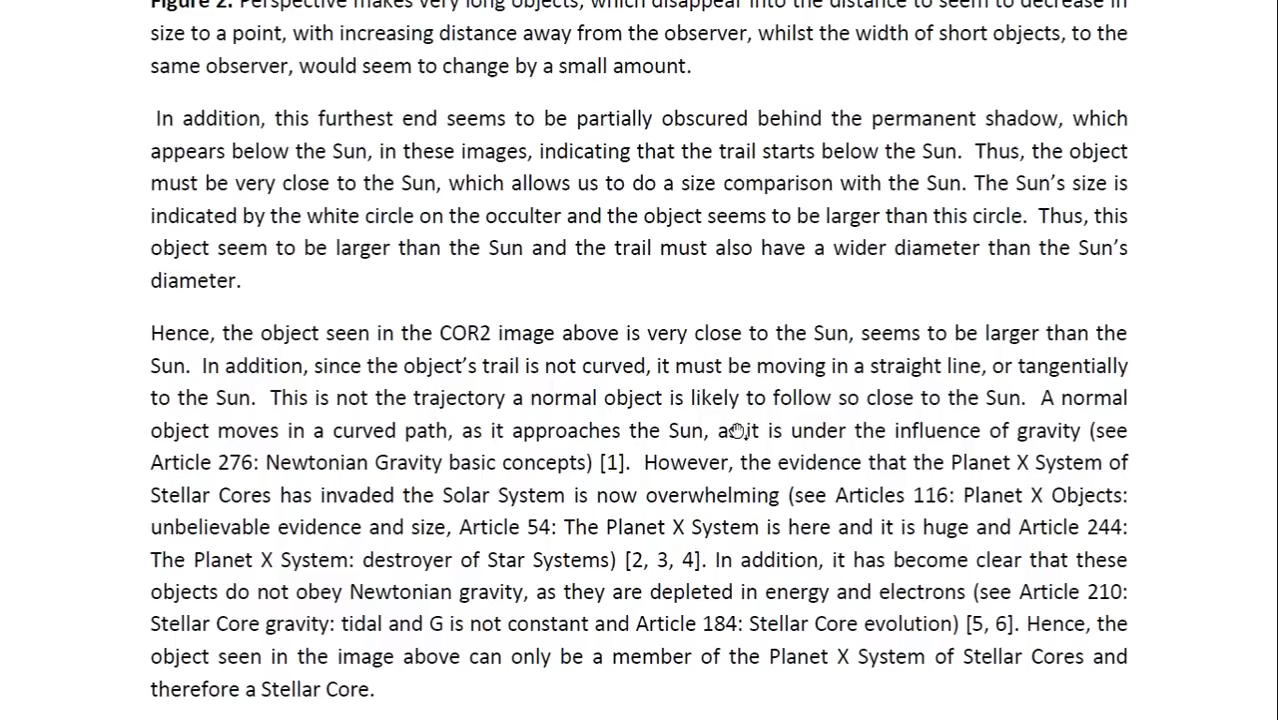 Figure 2. Perspective makes very long objects, which disappear into the distance to seem to decrease in
size to a point, with increasing distance away from the observer, whilst the width of short objects, to the
same observer, would seem to change by a small amount.
In addition, this furthest end seems to be partially obscured behind the permanent shadow, which
appears below the Sun, in these images, indicating that the trail starts below the Sun. Thus, the object
must be very close to the Sun, which allows us to do a size comparison with the Sun. The Sun’s size is
indicated by the white circle on the occulter and the object seems to be larger than this circle. Thus, this
object seem to be larger than the Sun and the trail must also have a wider diameter than the Sun’s
diameter.
Hence, the object seen in the COR2 image above is very close to the Sun, seems to be larger than the
Sun. In addition, since the object’s trail is not curved, it must be moving in a straight line, or tangentially
to the Sun. This is not the trajectory a normal object is likely to follow so close to the Sun. A normal
object moves in a curved path, as it approaches the Sun, as it is under the influence of gravity (see
Article 276: Newtonian Gravity basic concepts) [1]. However, the evidence that the Planet X System of
Stellar Cores has invaded the Solar System is now overwhelming (see Articles 116: Planet X Objects:
unbelievable evidence and size, Article 54: The Planet X System is here and it is huge and Article 244:
The Planet X System: destroyer of Star Systems) [2, 3, 4]. In addition, it has become clear that these
objects do not obey Newtonian gravity, as they are depleted in energy and electrons (see Article 210:
Stellar Core gravity: tidal and G is not constant and Article 184: Stellar Core evolution) [5, 6]. Hence, the
object seen in the image above can only be a member of the Planet X System of Stellar Cores and
therefore a Stellar Core.